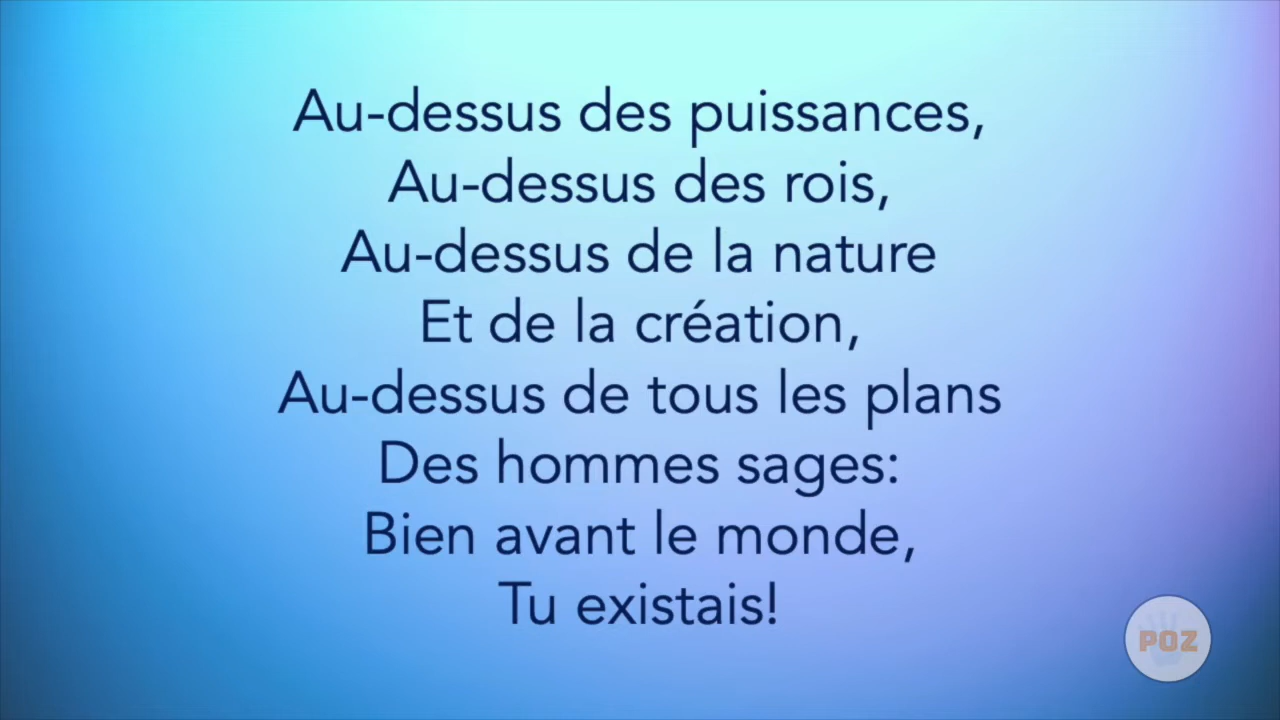 Au-dessus des puissances,
Au-dessus des rois,
Au-dessus de la nature
Et de la création,
Au-dessus de tous les plans
Des hommes sages:
Bien avant le monde,
Tu existais!
POZ